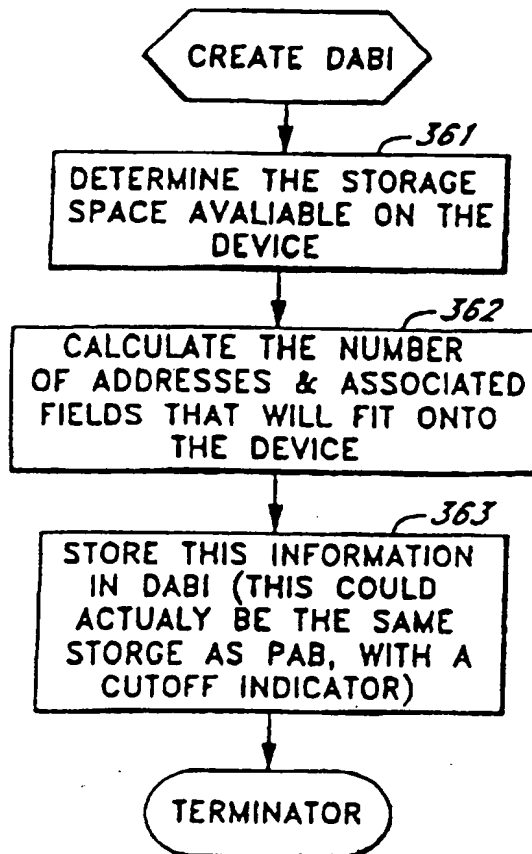 CREATE DABI
361
DETERMINE THE STORAGE
SPACE AVALIABLE ON THE
DEVICE
362
CALCULATE THE NUMBER
OF ADDRESSES & ASSOCIATED
FIELDS THAT WILL FIT ONTO
THE DEVICE
363
STORE THIS INFORMATION
IN DABI (THIS COULD
ACTUALY BE THE SAME
STORGE AS PAB, WITH A
CUTOFF INDICATOR)
TERMINATOR